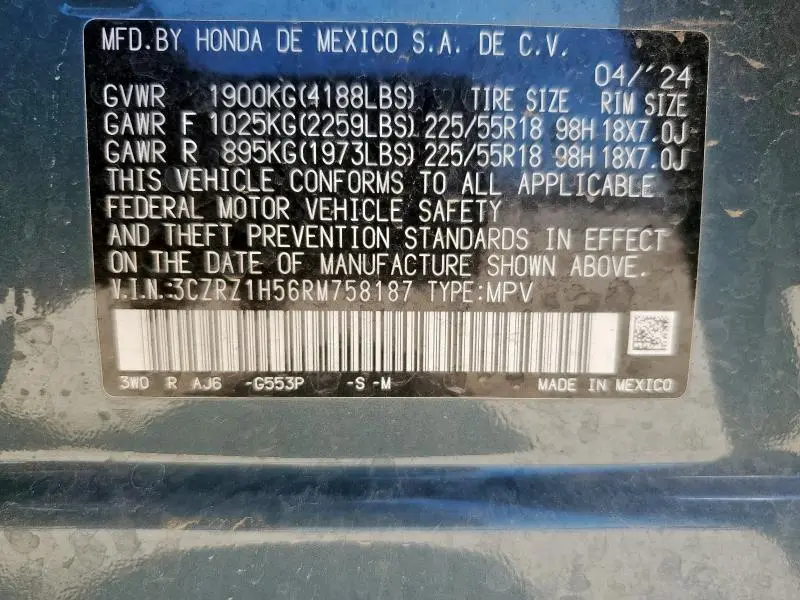 MFD.BY HONDA DE MEXICO S.A. DE C.V.
04/'24
GVWR 1900KG(4188LBS) TIRE SIZE RIM SIZE
GAWR F 1025KG(2259LBS) 225/55R18 98H 18X7.0J
GAWR R 895KG(1973LBS) 225/55R18 98H 18X7.0J
THIS VEHICLE CONFORMS TO ALL APPLICABLE
FEDERAL MOTOR VEHICLE SAFETY
AND THEFT PREVENTION STANDARDS IN EFFECT
ON THE DATE OF MANUFACTURE SHOWN ABOVE.
V.I.N.:3CZRZ1H56RM758187 TYPE:MPV
3W0 R AJ6 -G553P -S -M MADE IN MEXICO